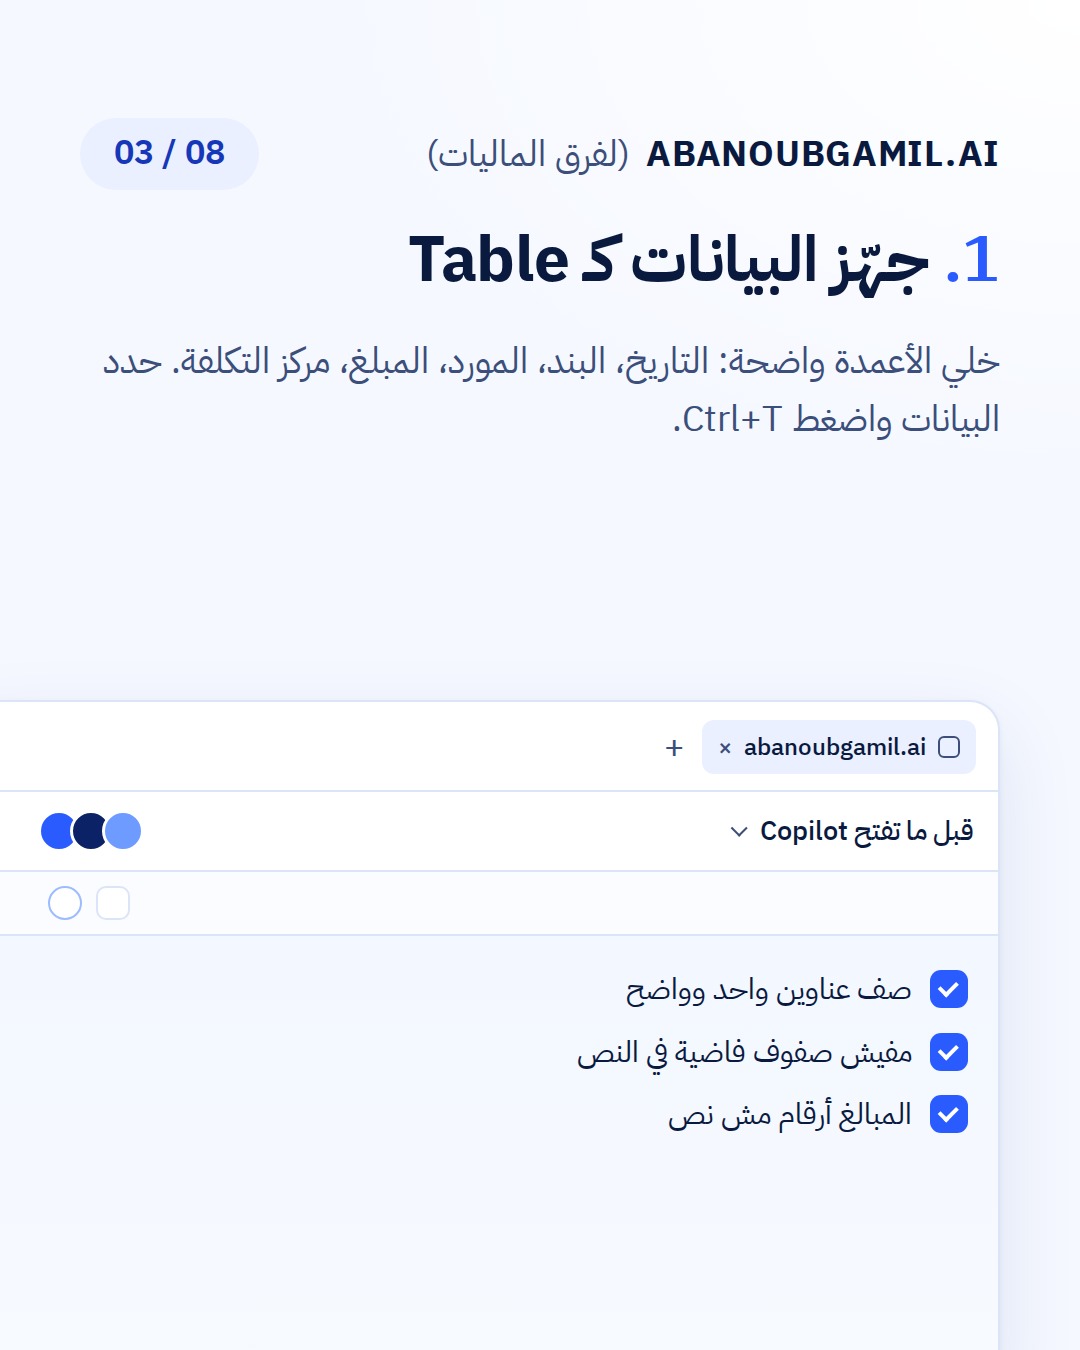 ABANOUBGAMIL.AI (لفرق الماليات)
03 / 08
1. جهّز البيانات كـ Table
خلي الأعمدة واضحة: التاريخ، البند، المورد، المبلغ، مركز التكلفة. حدد
البيانات واضغط Ctrl+T.
abanoubgamil.ai × +
قبل ما تفتح Copilot
صف عناوين واحد وواضح
مفيش صفوف فاضية في النص
المبالغ أرقام مش نص